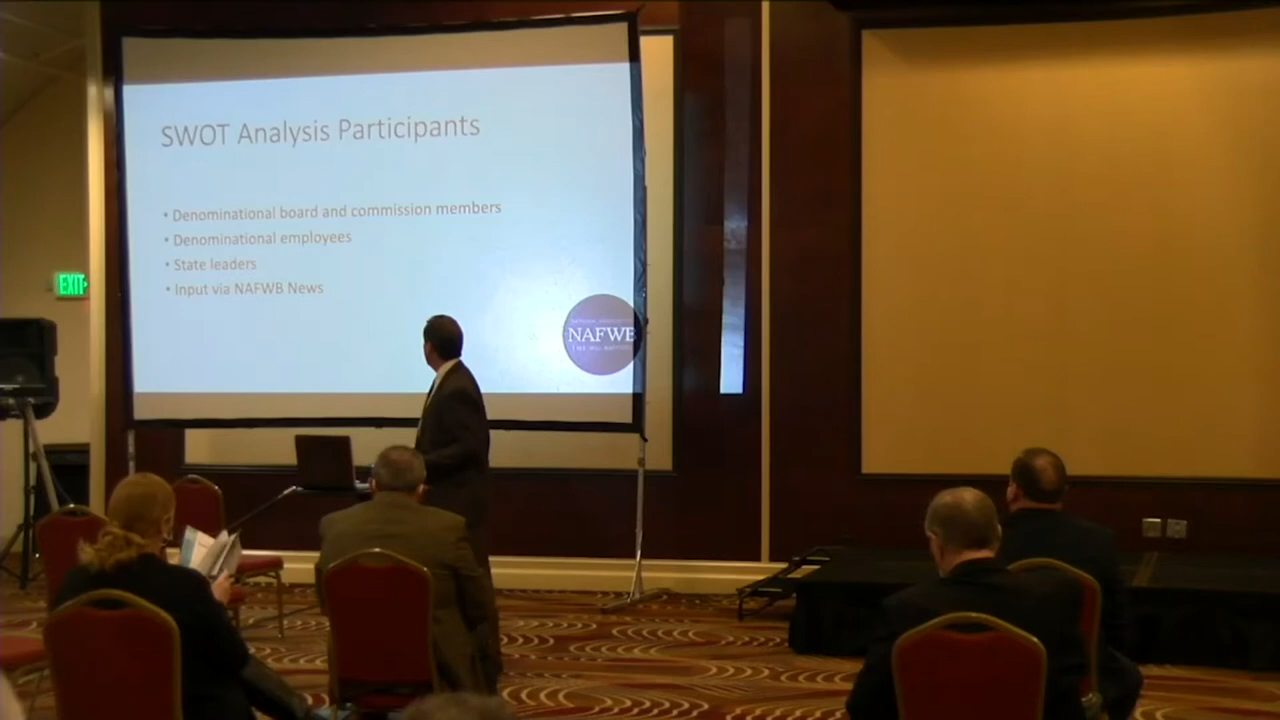 SWOT Analysis Participants
• Denominational board and commission members
• Denominational employees
• State leaders
• Input via NAFWB News
NAFWB
EXIT